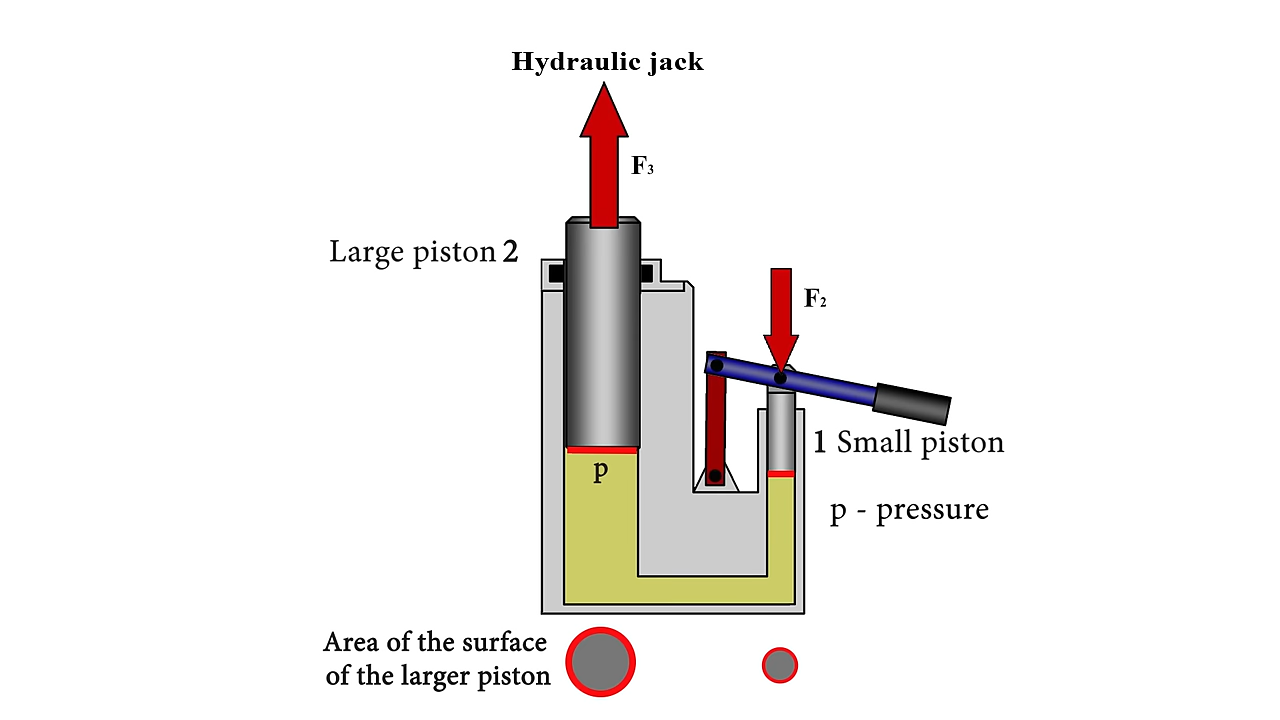 Hydraulic jack
F₃
Large piston 2
F₂
1 Small piston
p
p - pressure
Area of the surface
of the larger piston